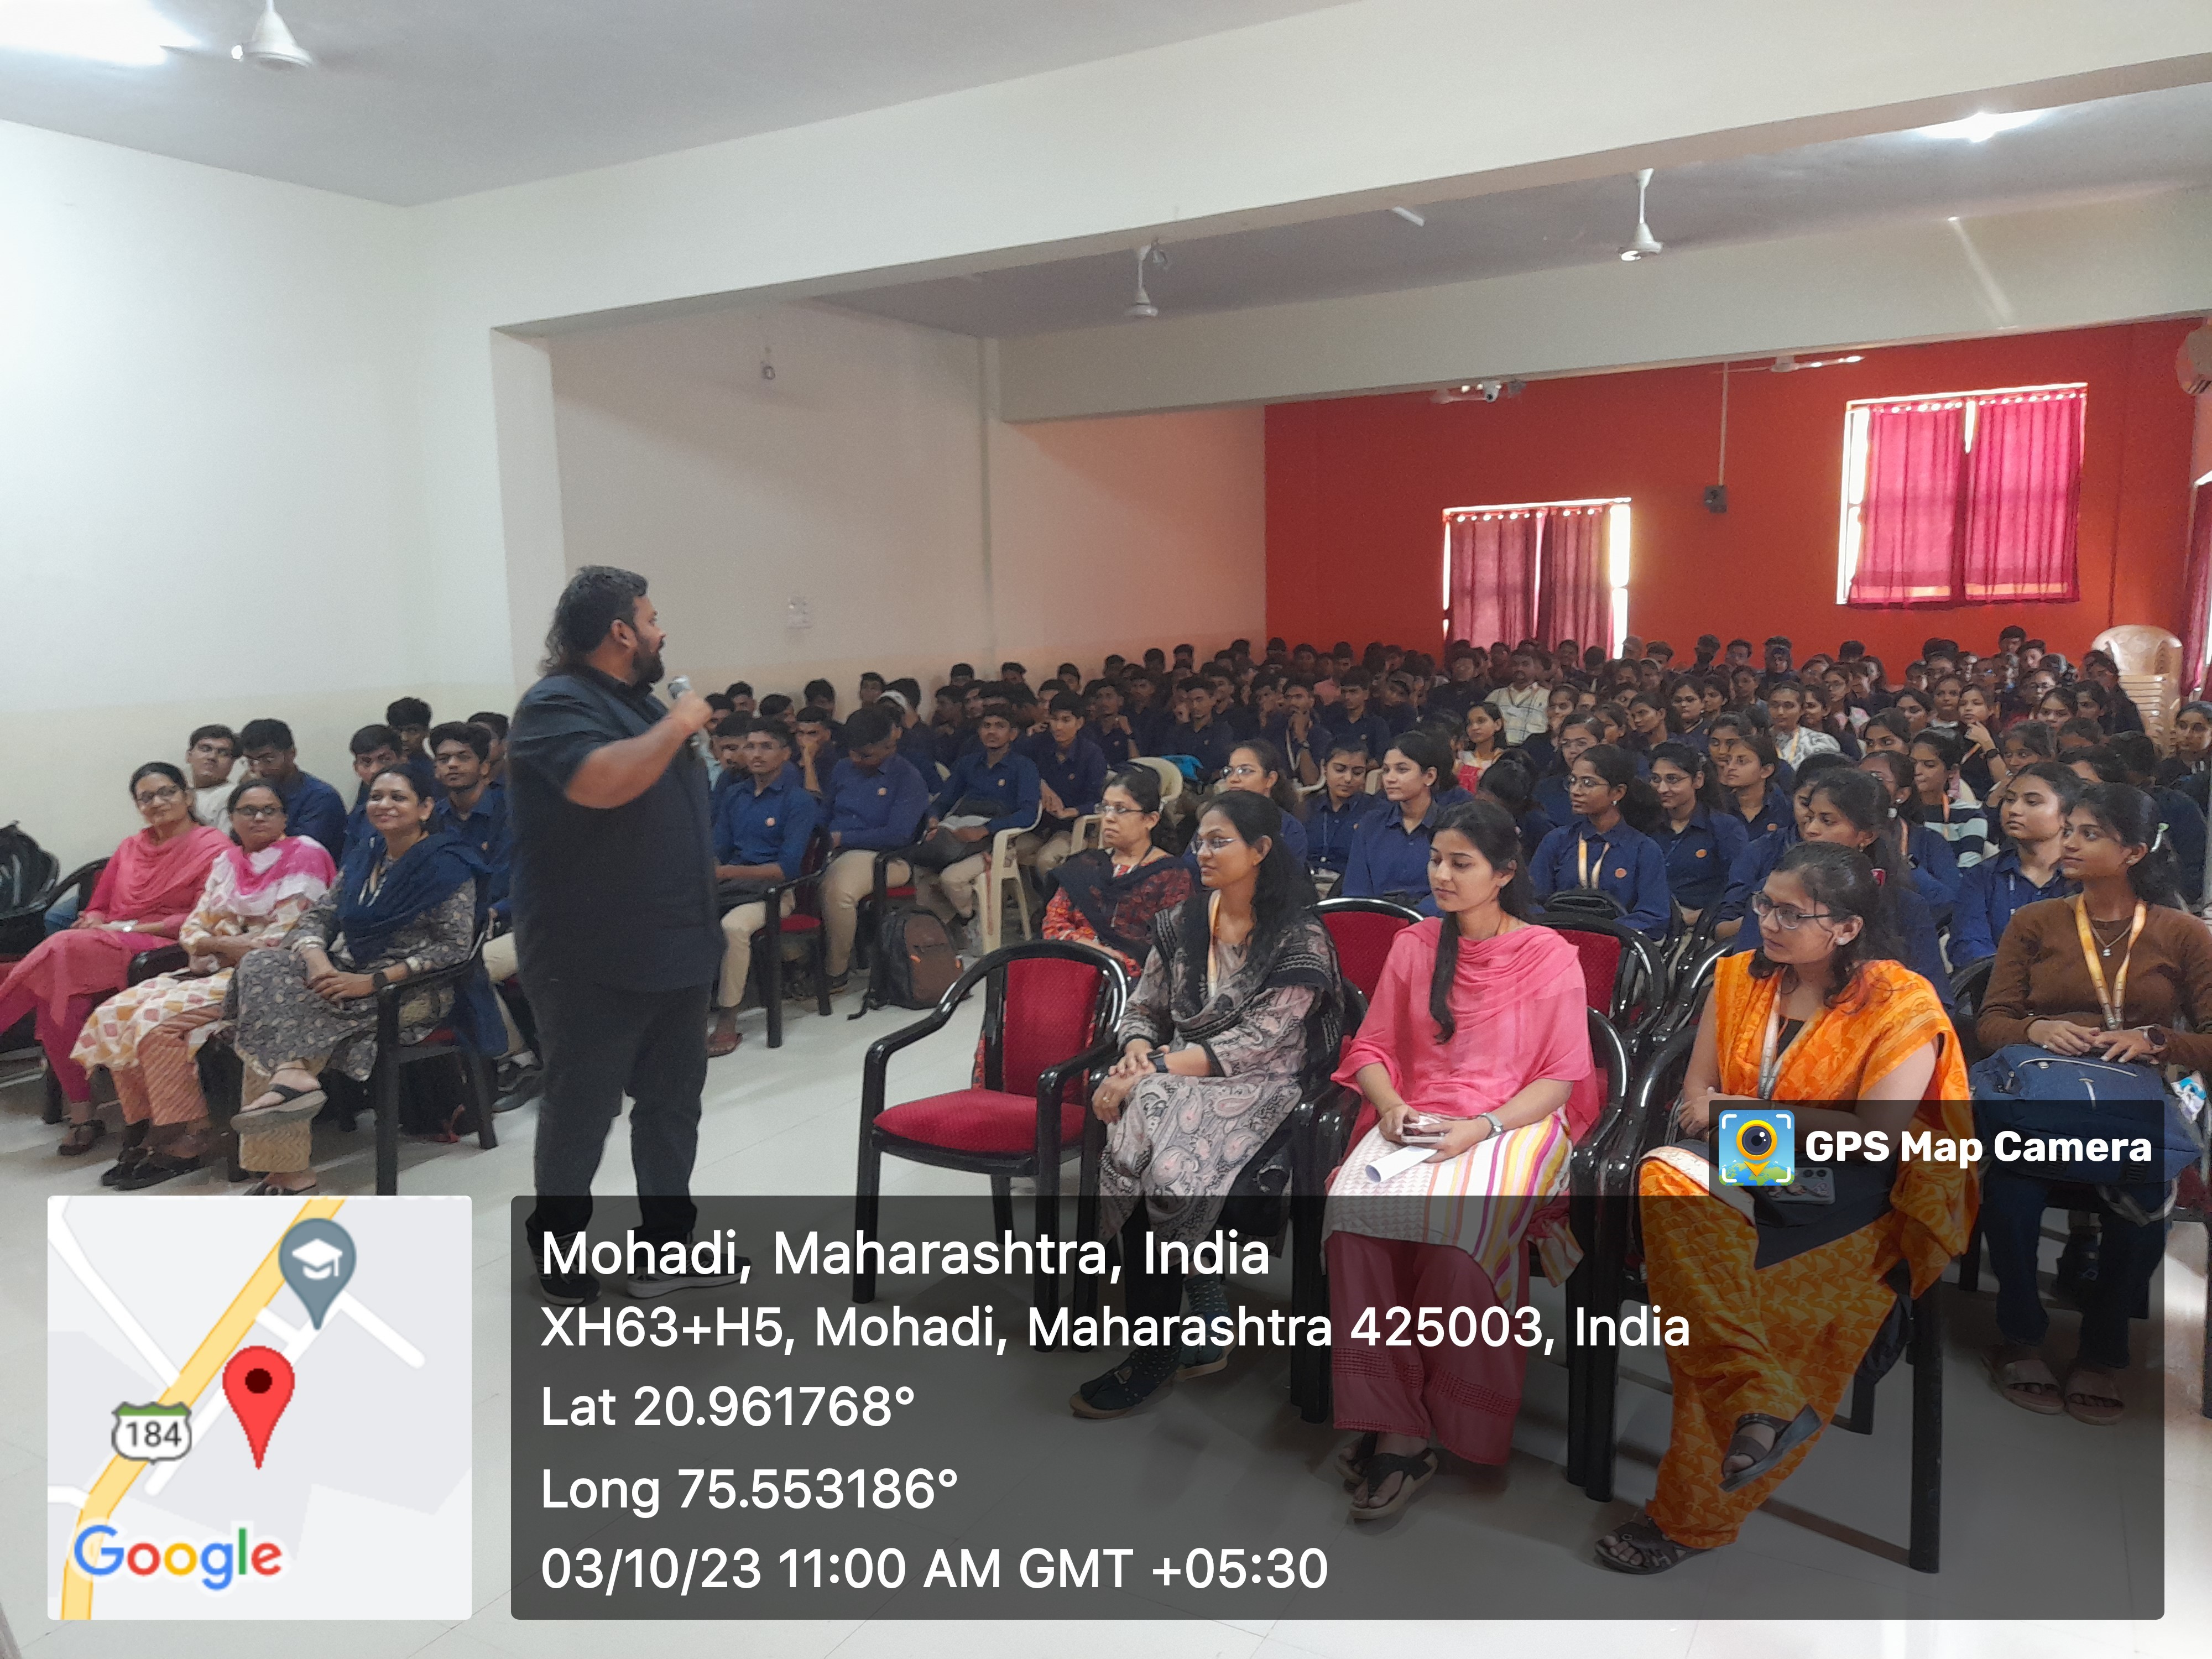 GPS Map Camera
Mohadi, Maharashtra, India
XH63+H5, Mohadi, Maharashtra 425003, India
Lat 20.961768°
Long 75.553186°
03/10/23 11:00 AM GMT +05:30
184
Google